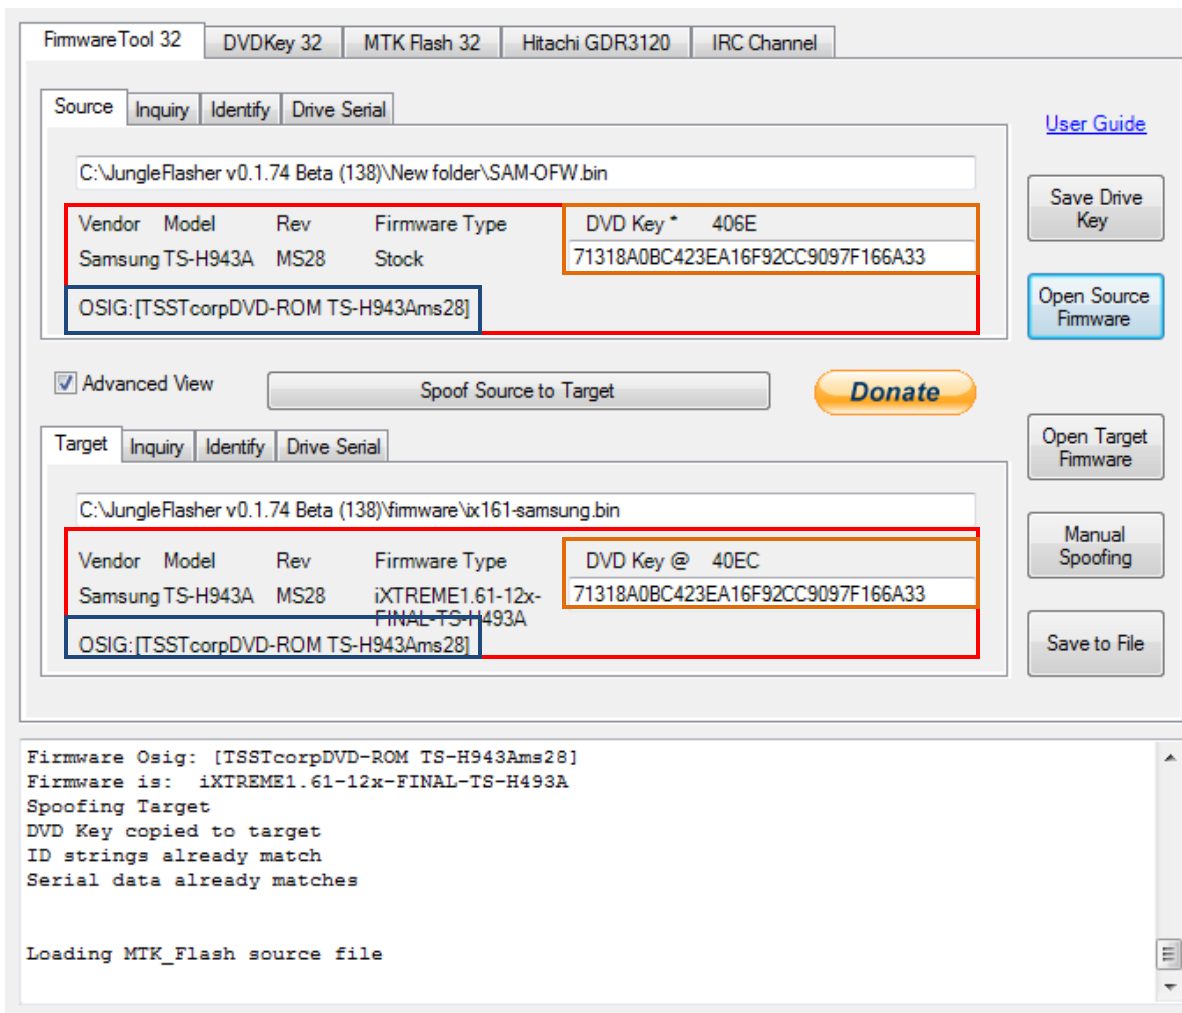 FirmwareTool 32 DVDKey 32 MTK Flash 32 Hitachi GDR3120 IRC Channel
Source Inquiry Identify Drive Serial
User Guide
C:\JungleFlasher v0.1.74 Beta (138)\New folder\SAM-OFW.bin
Save Drive
Key
Vendor Model Rev Firmware Type DVD Key * 406E
Samsung TS-H943A MS28 Stock 71318A0BC423EA16F92CC9097F166A33
OSIG:[TSSTcorpDVD-ROM TS-H943Ams28]
Open Source
Firmware
Advanced View Spoof Source to Target Donate
Target Inquiry Identify Drive Serial
Open Target
Firmware
C:\JungleFlasher v0.1.74 Beta (138)\firmware\ix161-samsung.bin
Vendor Model Rev Firmware Type DVD Key @ 40EC
Samsung TS-H943A MS28 iXTREME1.61-12x- 71318A0BC423EA16F92CC9097F166A33
FINAL-TS-H493A
OSIG:[TSSTcorpDVD-ROM TS-H943Ams28]
Manual
Spoofing
Save to File
Firmware Osig: [TSSTcorpDVD-ROM TS-H943Ams28]
Firmware is: iXTREME1.61-12x-FINAL-TS-H493A
Spoofing Target
DVD Key copied to target
ID strings already match
Serial data already matches
Loading MTK_Flash source file